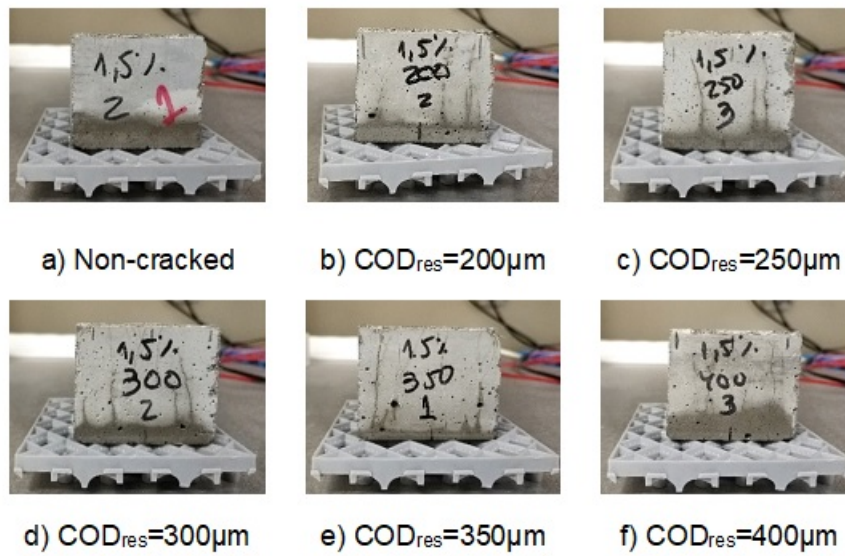 1,5%
2 1
1,5%
200
2
1,5%
250
3
a) Non-cracked
b) CODres=200µm
c) CODres=250µm
1,5%
300
2
1.5%
350
1
1,5%
400
3
d) CODres=300µm
e) CODres=350µm
f) CODres=400µm